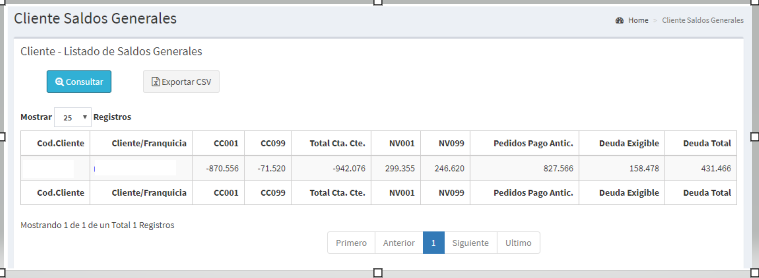 Cliente Saldos Generales
Home > Cliente Saldos Generales
Cliente - Listado de Saldos Generales
Consultar Exportar CSV
Mostrar 25 Registros
Cod.Cliente Cliente/Franquicia CC001 CC099 Total Cta. Cte. NV001 NV099 Pedidos Pago Antic. Deuda Exigible Deuda Total
-870.556 -71.520 -942.076 299.355 246.620 827.566 158.478 431.466
Cod.Cliente Cliente/Franquicia CC001 CC099 Total Cta. Cte. NV001 NV099 Pedidos Pago Antic. Deuda Exigible Deuda Total
Mostrando 1 de 1 de un Total 1 Registros
Primero Anterior 1 Siguiente Ultimo